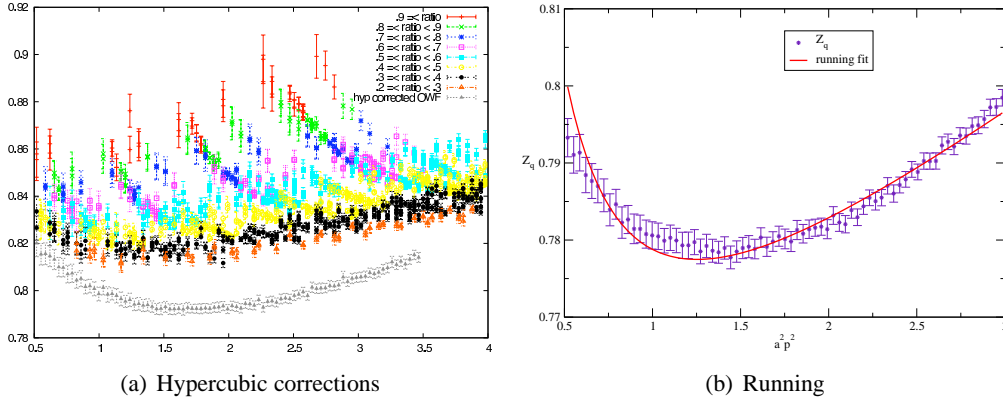 0.92
0.9
0.88
0.86
0.84
0.82
0.8
0.78
0.5 1 1.5 2 2.5 3 3.5 4
.9 =< ratio
.8 =< ratio < .9
.7 =< ratio < .8
.6 =< ratio < .7
.5 =< ratio < .6
.4 =< ratio < .5
.3 =< ratio < .4
.2 =< ratio < .3
hyp corrected OWF
(a) Hypercubic corrections
0.81
0.8
0.79
0.78
0.77
Z_q
Z_q
running fit
0.5 1 1.5 2 2.5 3
a²p²
(b) Running